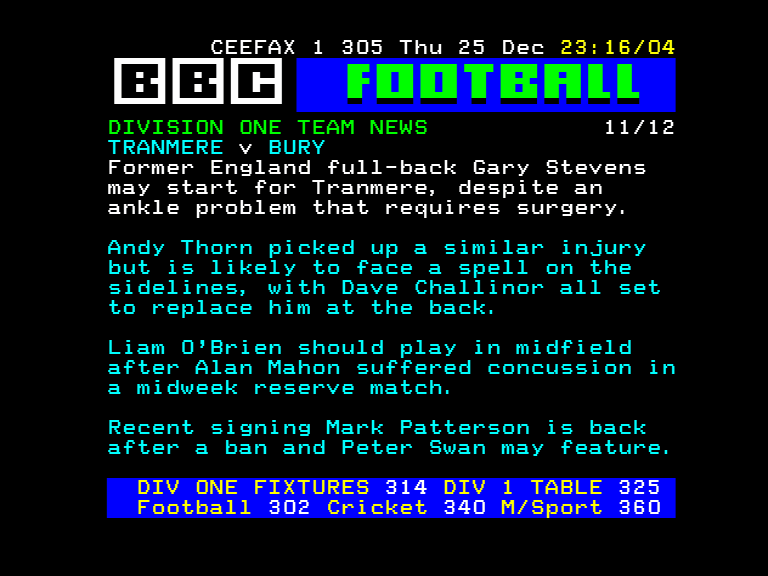 CEEFAX 1 305 Thu 25 Dec 23:16/04
BBC FOOTBALL
DIVISION ONE TEAM NEWS 11/12
TRANMERE v BURY
Former England full-back Gary Stevens
may start for Tranmere, despite an
ankle problem that requires surgery.
Andy Thorn picked up a similar injury
but is likely to face a spell on the
sidelines, with Dave Challinor all set
to replace him at the back.
Liam O'Brien should play in midfield
after Alan Mahon suffered concussion in
a midweek reserve match.
Recent signing Mark Patterson is back
after a ban and Peter Swan may feature.
DIV ONE FIXTURES 314 DIV 1 TABLE 325
Football 302 Cricket 340 M/Sport 360